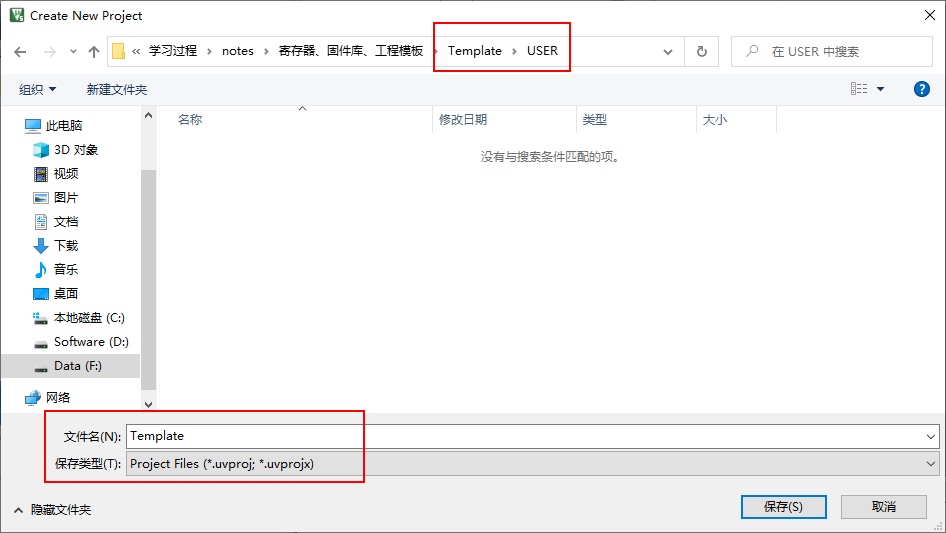 Create New Project
« 学习过程 › notes › 寄存器、固件库、工程模板 › Template › USER
在 USER 中搜索
组织 新建文件夹
名称 修改日期 类型 大小
没有与搜索条件匹配的项。
此电脑
3D 对象
视频
图片
文档
下载
音乐
桌面
本地磁盘 (C:)
Software (D:)
Data (F:)
网络
文件名(N): Template
保存类型(T): Project Files (*.uvproj; *.uvprojx)
隐藏文件夹
保存(S) 取消